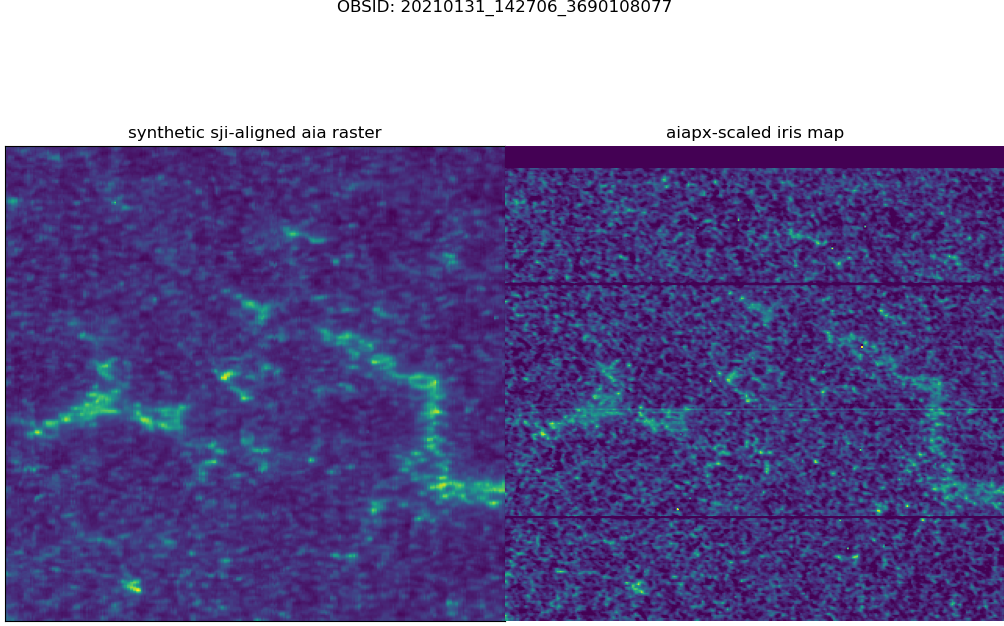 OBSID: 20210131_142706_3690108077
synthetic sji-aligned aia raster
aiapx-scaled iris map